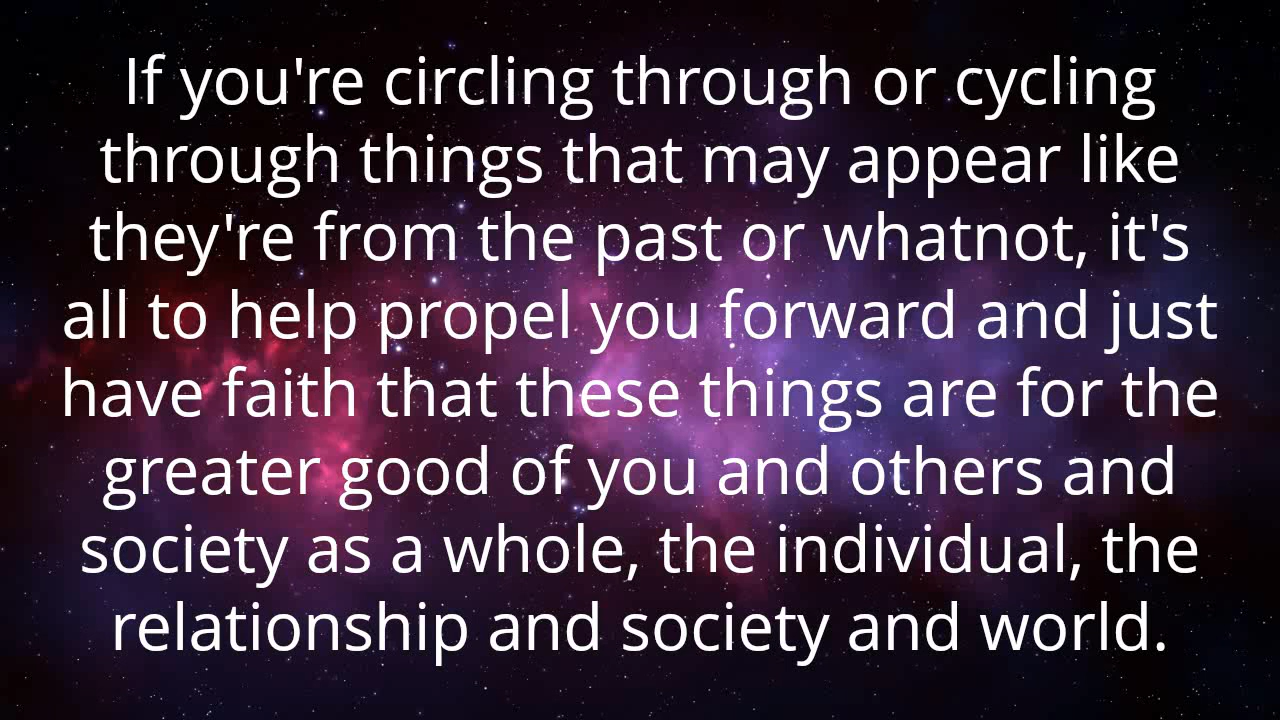 If you're circling through or cycling
through things that may appear like
they're from the past or whatnot, it's
all to help propel you forward and just
have faith that these things are for the
greater good of you and others and
society as a whole, the individual, the
relationship and society and world.